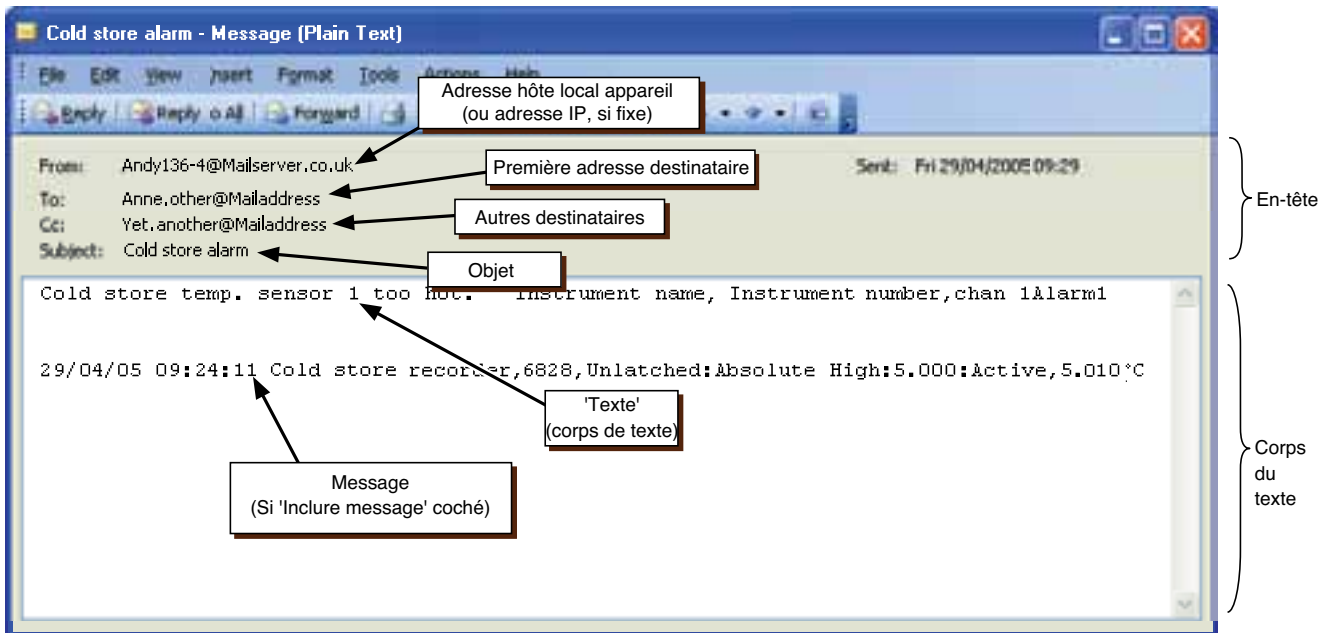 Cold store alarm - Message (Plain Text)
File Edit View Insert Format Tools Actions Help
Adresse hôte local appareil
(ou adresse IP, si fixe)
Reply Reply o All Forward
From: Andy136-4@Mailserver.co.uk
Première adresse destinataire
Sent: Fri 29/04/2005 09:29
To: Anne.other@Mailaddress
Autres destinataires
Cc: Yet.another@Mailaddress
Subject: Cold store alarm
Objet
En-tête
Cold store temp. sensor 1 too hot. Instrument name, Instrument number,chan 1Alarm1
29/04/05 09:24:11 Cold store recorder,6828,Unlatched:Absolute High:5.000:Active,5.010°C
'Texte'
(corps de texte)
Message
(Si 'Inclure message' coché)
Corps
du
texte